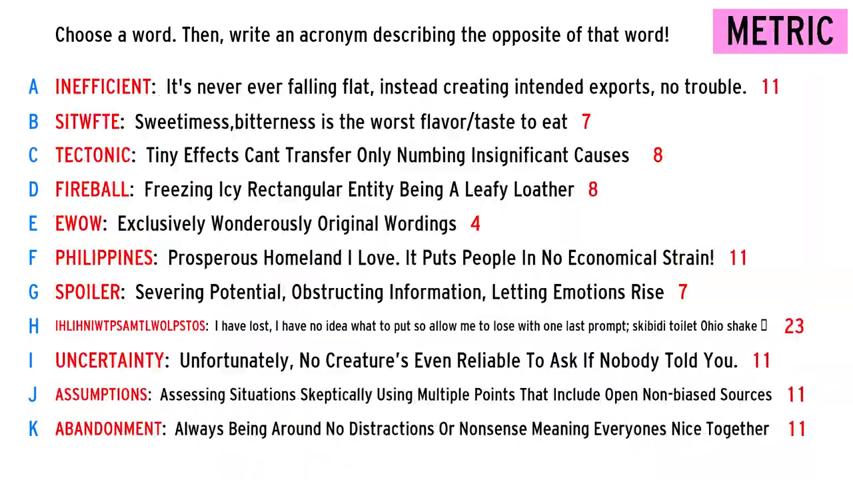 Choose a word. Then, write an acronym describing the opposite of that word!
METRIC
A INEFFICIENT: It's never ever falling flat, instead creating intended exports, no trouble. 11
B SITWFTE: Sweetimess,bitterness is the worst flavor/taste to eat 7
C TECTONIC: Tiny Effects Cant Transfer Only Numbing Insignificant Causes 8
D FIREBALL: Freezing Icy Rectangular Entity Being A Leafy Loather 8
E EWOW: Exclusively Wonderously Original Wordings 4
F PHILIPPINES: Prosperous Homeland I Love. It Puts People In No Economical Strain! 11
G SPOILER: Severing Potential, Obstructing Information, Letting Emotions Rise 7
H IHLIHNIWTPSAMTLWOLPSTOS: I have lost, I have no idea what to put so allow me to lose with one last prompt; skibidi toilet Ohio shake 23
I UNCERTAINTY: Unfortunately, No Creature's Even Reliable To Ask If Nobody Told You. 11
J ASSUMPTIONS: Assessing Situations Skeptically Using Multiple Points That Include Open Non-biased Sources 11
K ABANDONMENT: Always Being Around No Distractions Or Nonsense Meaning Everyones Nice Together 11